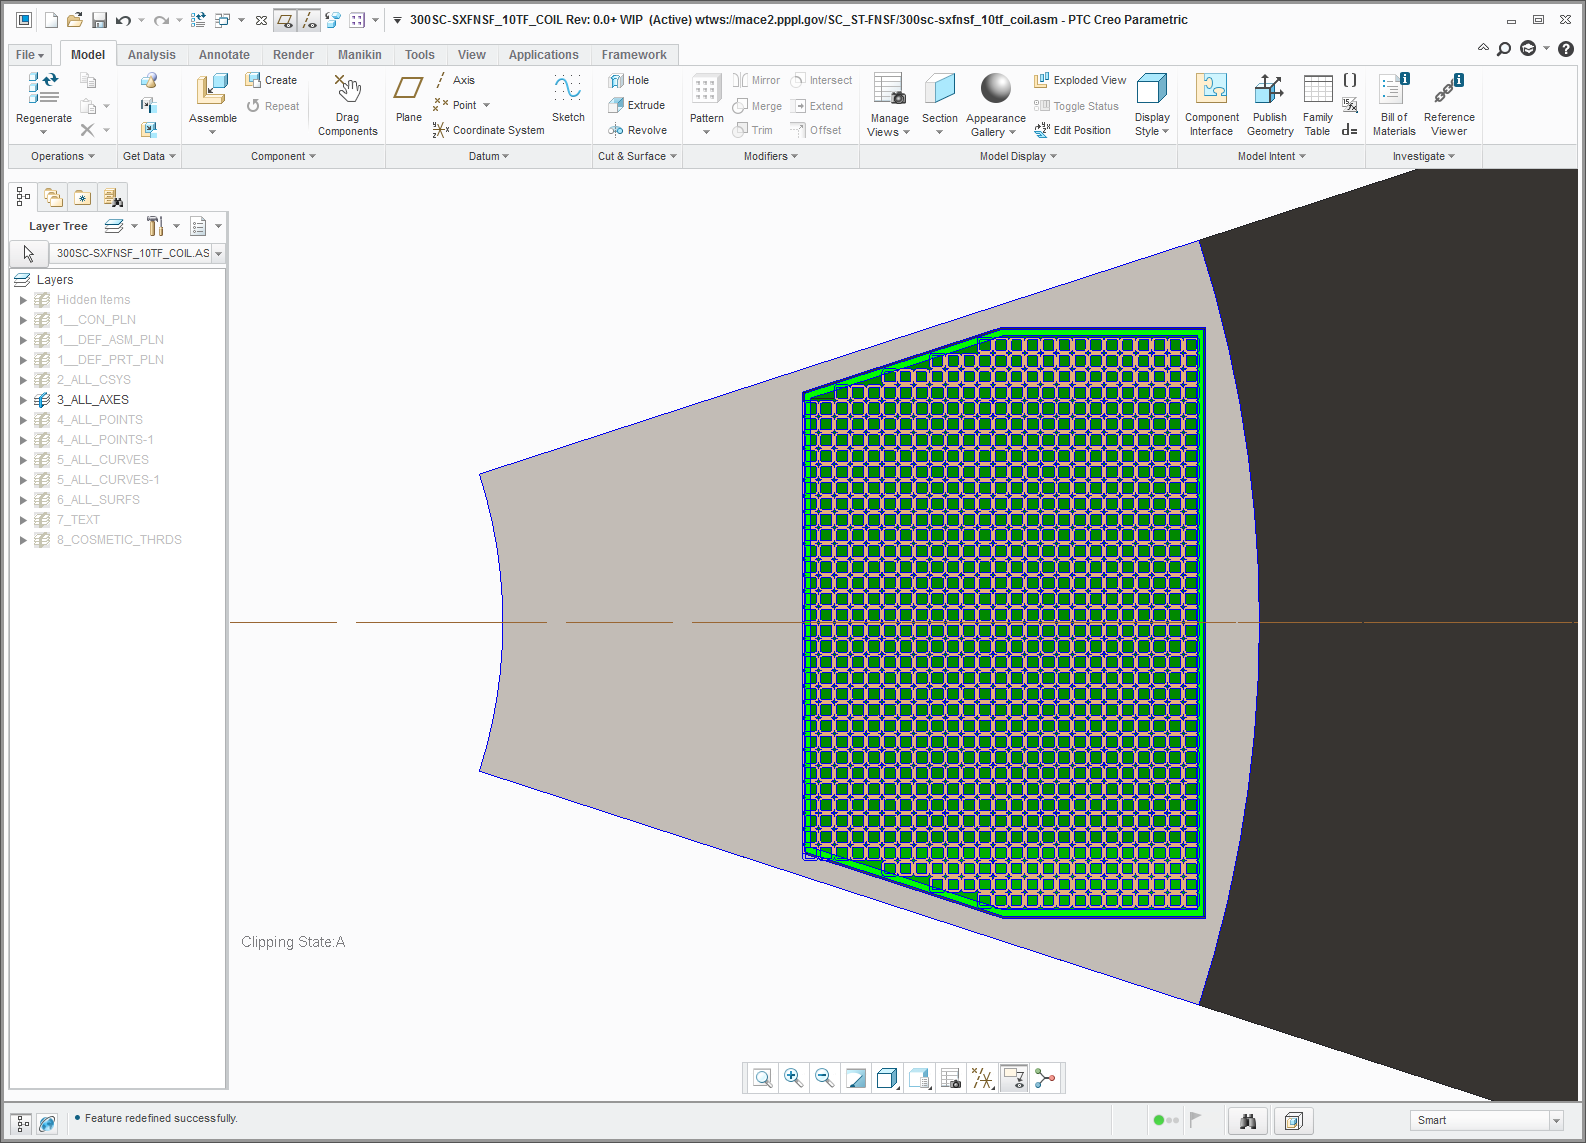 300SC-SXFNSF_10TF_COIL Rev: 0.0+ WIP (Active) wtws://mace2.pppl.gov/SC_ST-FNSF/300sc-sxfnsf_10tf_coil.asm - PTC Creo Parametric
File Model Analysis Annotate Render Manikin Tools View Applications Framework
Regenerate
Operations
Get Data
Assemble
Create
Repeat
Drag Components
Component
Plane
Axis
Point
Coordinate System
Sketch
Datum
Hole
Extrude
Revolve
Cut & Surface
Pattern
Mirror
Merge
Trim
Intersect
Extend
Offset
Modifiers
Manage Views
Section
Appearance Gallery
Exploded View
Toggle Status
Edit Position
Display Style
Model Display
Component Interface
Publish Geometry
Family Table
d=
Model Intent
Bill of Materials
Reference Viewer
Investigate
Layer Tree
300SC-SXFNSF_10TF_COIL.AS
Layers
Hidden Items
1__CON_PLN
1__DEF_ASM_PLN
1__DEF_PRT_PLN
2_ALL_CSYS
3_ALL_AXES
4_ALL_POINTS
4_ALL_POINTS-1
5_ALL_CURVES
5_ALL_CURVES-1
6_ALL_SURFS
7_TEXT
8_COSMETIC_THRDS
Clipping State:A
Feature redefined successfully.
Smart